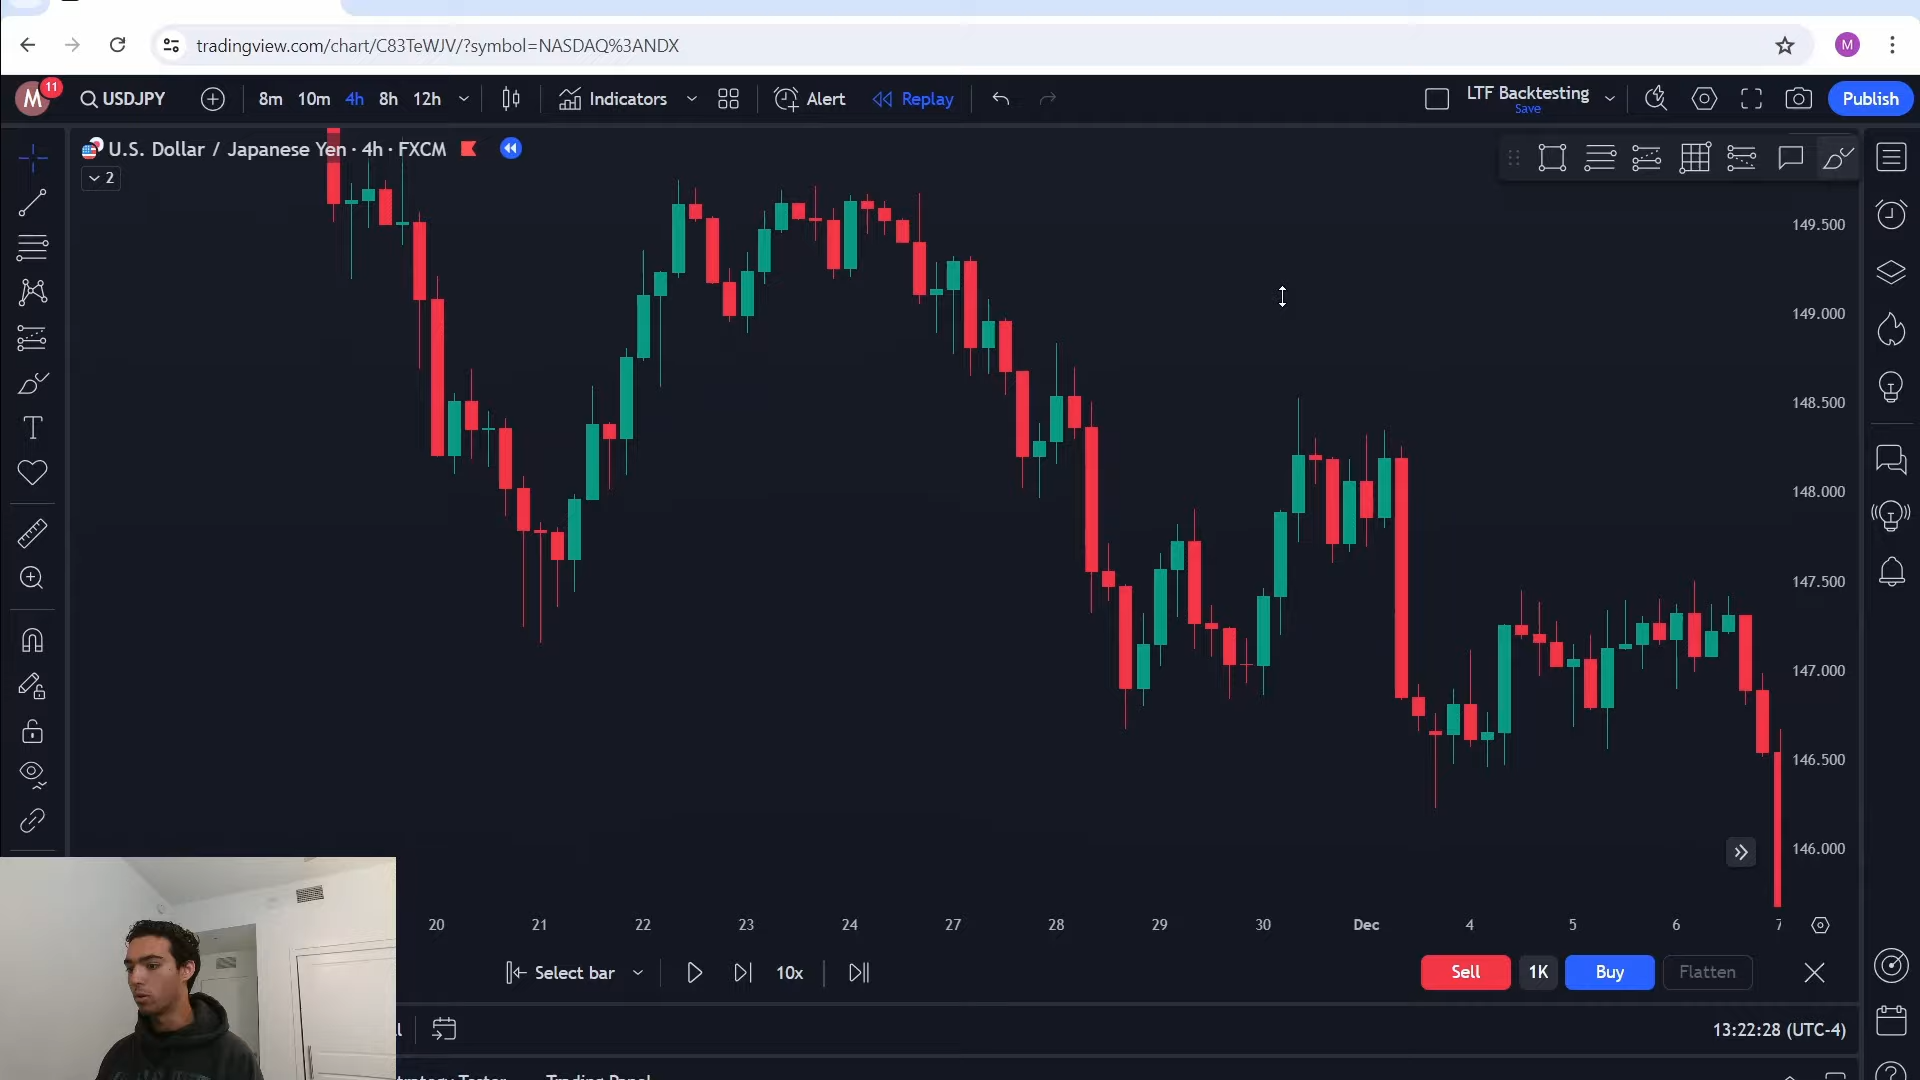 tradingview.com/chart/C83TeWJV/?symbol=NASDAQ%3ANDX
M
M
11
USDJPY
8m 10m 4h 8h 12h
Indicators
Alert
Replay
LTF Backtesting
Save
Publish
U.S. Dollar / Japanese Yen · 4h · FXCM
2
149.500
149.000
148.500
148.000
147.500
147.000
146.500
146.000
20 21 22 23 24 27 28 29 30 Dec 4 5 6 7
Select bar
10x
Sell
1K
Buy
Flatten
13:22:28 (UTC-4)
Trading Panel